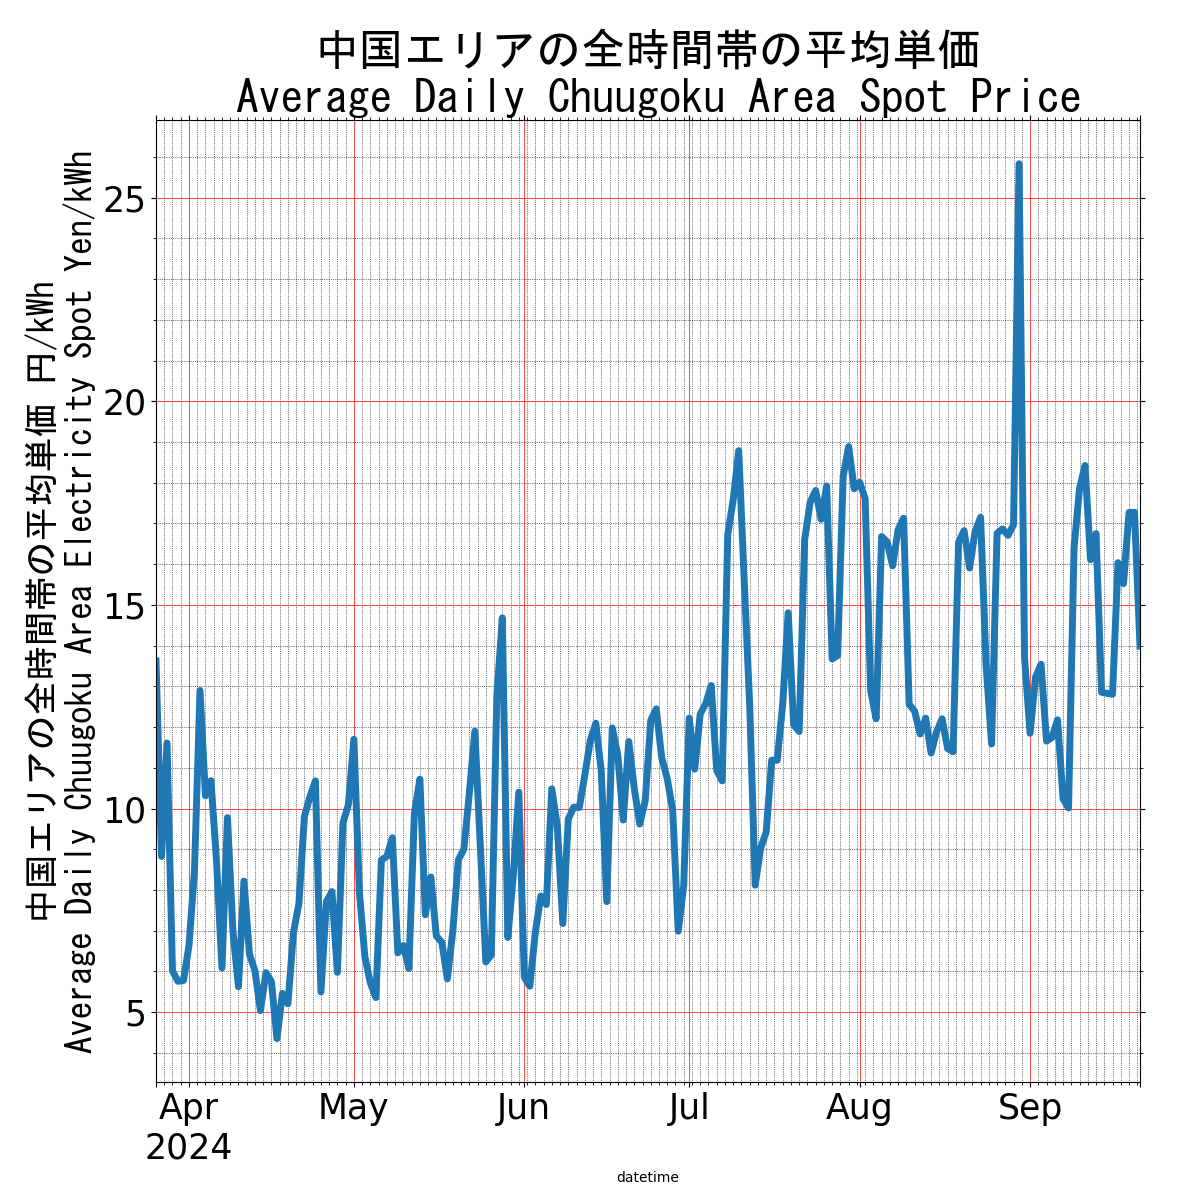 中国エリアの全時間帯の平均単価
Average Daily Chuugoku Area Spot Price
中国エリアの全時間帯の平均単価 円/kWh
Average Daily Chuugoku Area Electricity Spot Yen/kWh
25
20
15
10
5
Apr May Jun Jul Aug Sep
2024
datetime